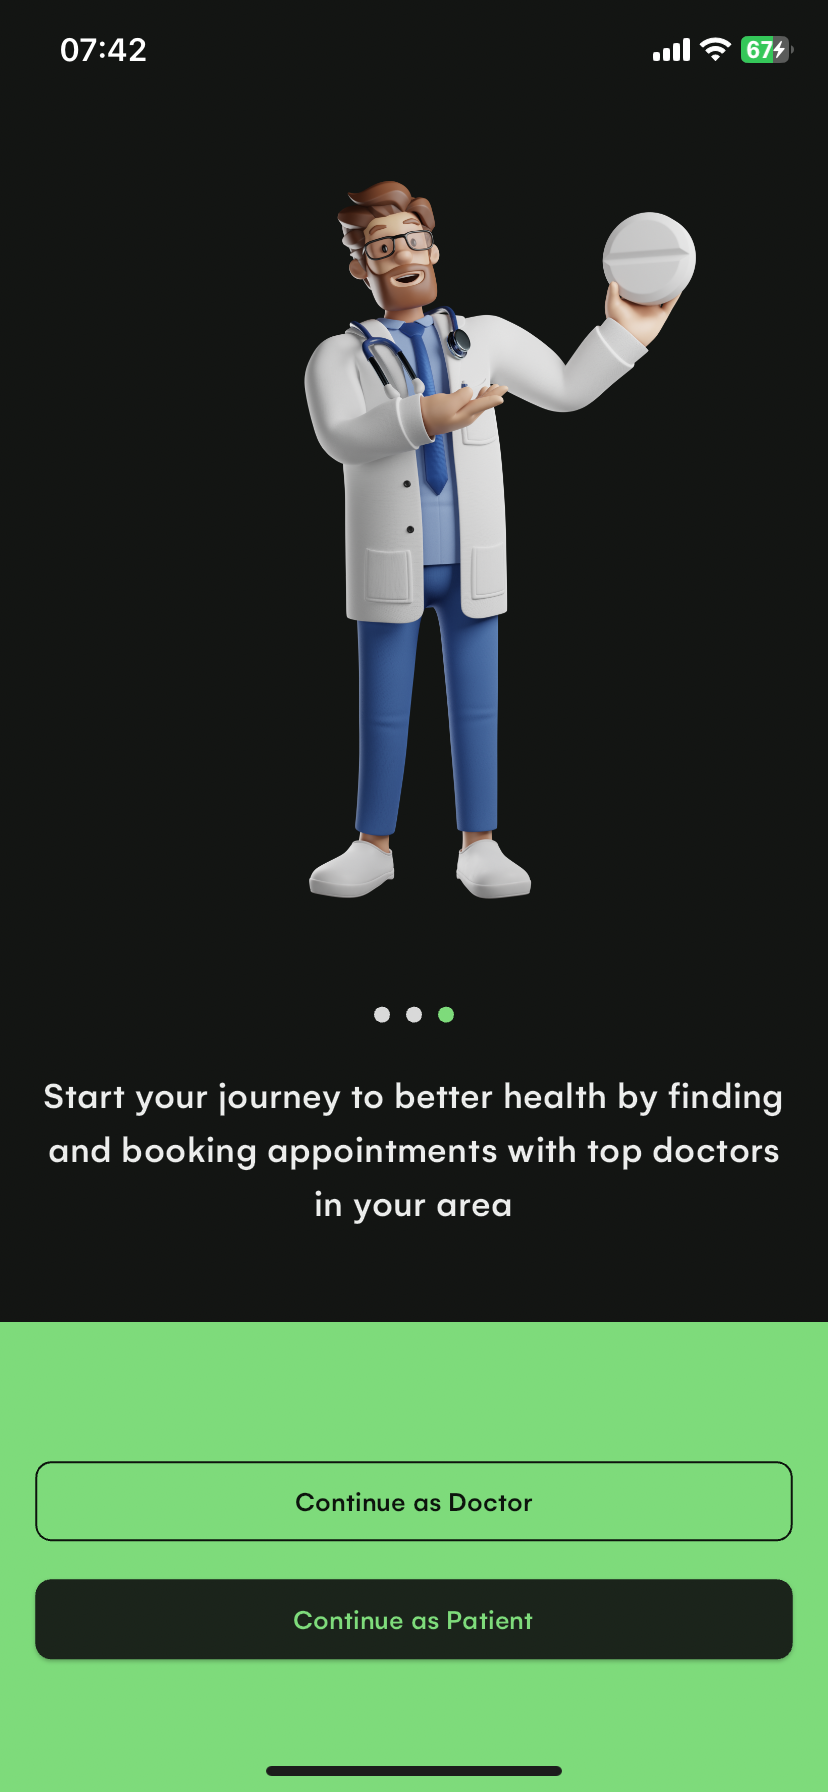 07:42
67
Start your journey to better health by finding
and booking appointments with top doctors
in your area
Continue as Doctor
Continue as Patient